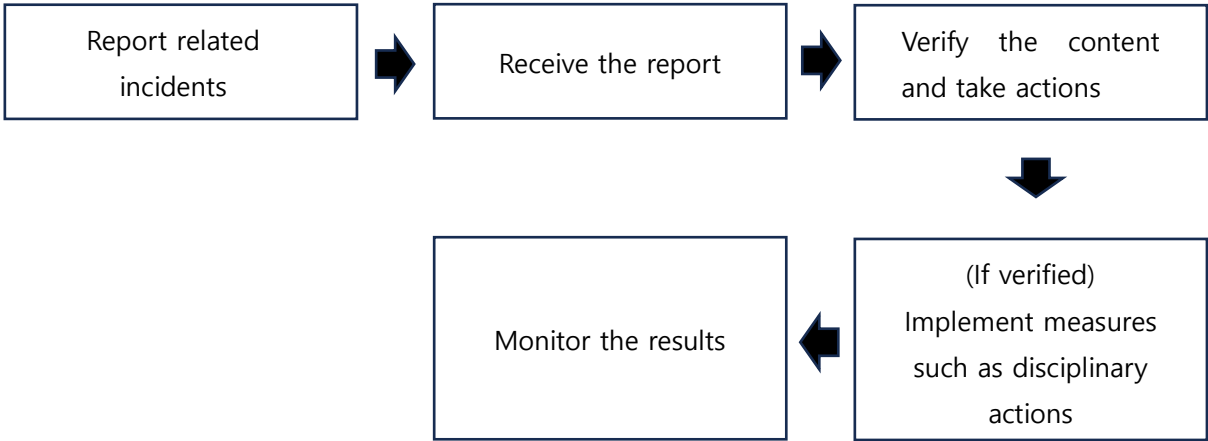 Report related
incidents
Receive the report
Verify the content
and take actions
(If verified)
Implement measures
such as disciplinary
actions
Monitor the results